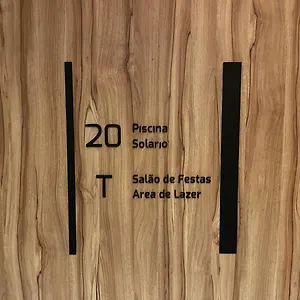 20 Piscina
Solario
T Salão de Festas
Area de Lazer